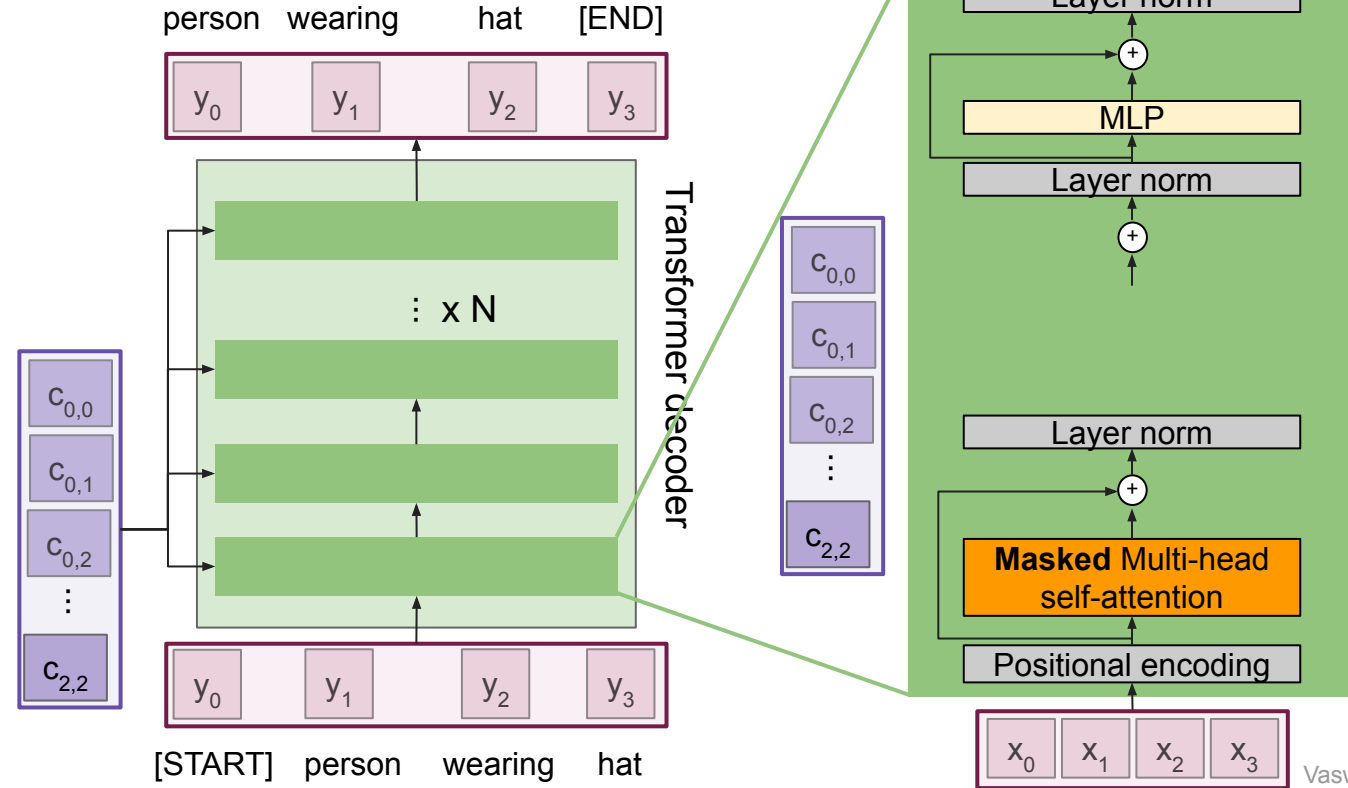 person wearing hat [END]
y0 y1 y2 y3
Transformer decoder
⋮ x N
c0,0
c0,1
c0,2
⋮
c2,2
y0 y1 y2 y3
[START] person wearing hat
Layer norm
+
MLP
Layer norm
+
c0,0
c0,1
c0,2
⋮
c2,2
Layer norm
+
Masked Multi-head
self-attention
Positional encoding
x0 x1 x2 x3